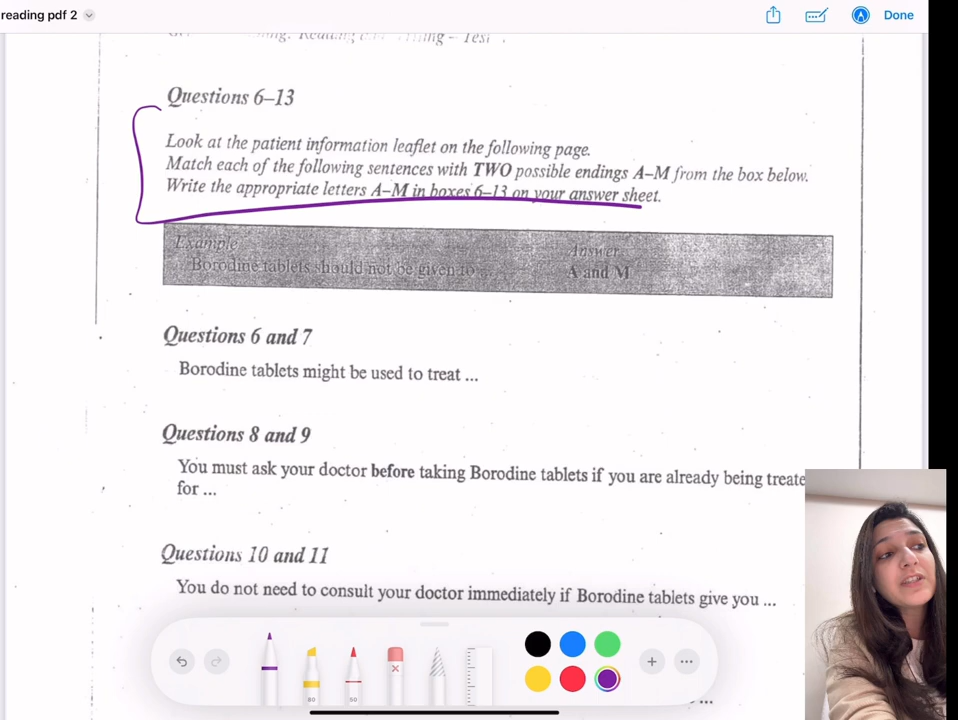 reading pdf 2
Done
Questions 6–13
Look at the patient information leaflet on the following page.
Match each of the following sentences with TWO possible endings A–M from the box below.
Write the appropriate letters A–M in boxes 6–13 on your answer sheet.
Example
Answer
Borodine tablets should not be given to ...
A and M
Questions 6 and 7
Borodine tablets might be used to treat ...
Questions 8 and 9
You must ask your doctor before taking Borodine tablets if you are already being treate
for ...
Questions 10 and 11
You do not need to consult your doctor immediately if Borodine tablets give you ...
80
50
...